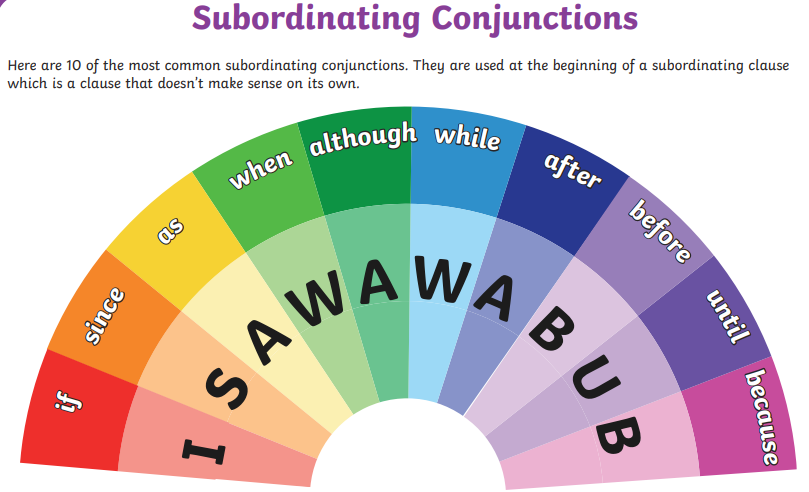 Subordinating Conjunctions
Here are 10 of the most common subordinating conjunctions. They are used at the beginning of a subordinating clause
which is a clause that doesn't make sense on its own.
if
since
as
when
although
while
after
before
until
because
I
S
A
W
A
W
A
B
U
B